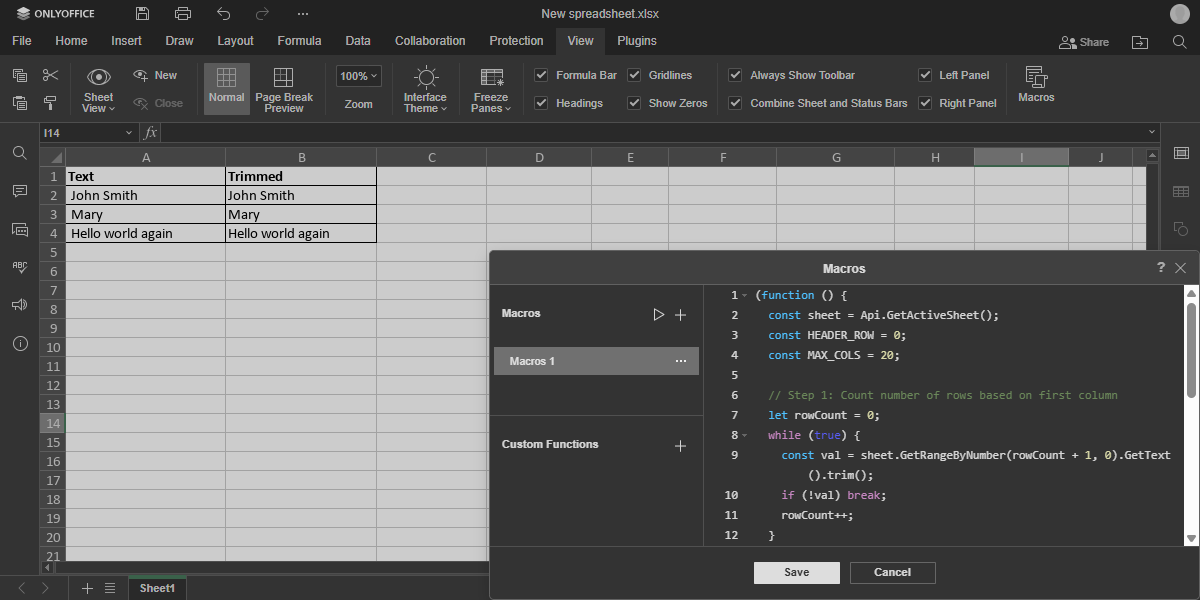 ONLYOFFICE
New spreadsheet.xlsx
File Home Insert Draw Layout Formula Data Collaboration Protection View Plugins Share
Sheet View
New
Close
Normal
Page Break Preview
100%
Zoom
Interface Theme
Freeze Panes
Formula Bar Gridlines
Headings Show Zeros
Always Show Toolbar Left Panel
Combine Sheet and Status Bars Right Panel
Macros
I14 fx
A B C D E F G H I J
1 Text Trimmed
2 John Smith John Smith
3 Mary Mary
4 Hello world again Hello world again
5
6
7
8
9
10
11
12
13
14
15
16
17
18
19
20
21
ABC
Macros ?
Macros
Macros 1 ...
Custom Functions
1 (function () {
2 const sheet = Api.GetActiveSheet();
3 const HEADER_ROW = 0;
4 const MAX_COLS = 20;
5
6 // Step 1: Count number of rows based on first column
7 let rowCount = 0;
8 while (true) {
9 const val = sheet.GetRangeByNumber(rowCount + 1, 0).GetText
().trim();
10 if (!val) break;
11 rowCount++;
12 }
Save Cancel
Sheet1